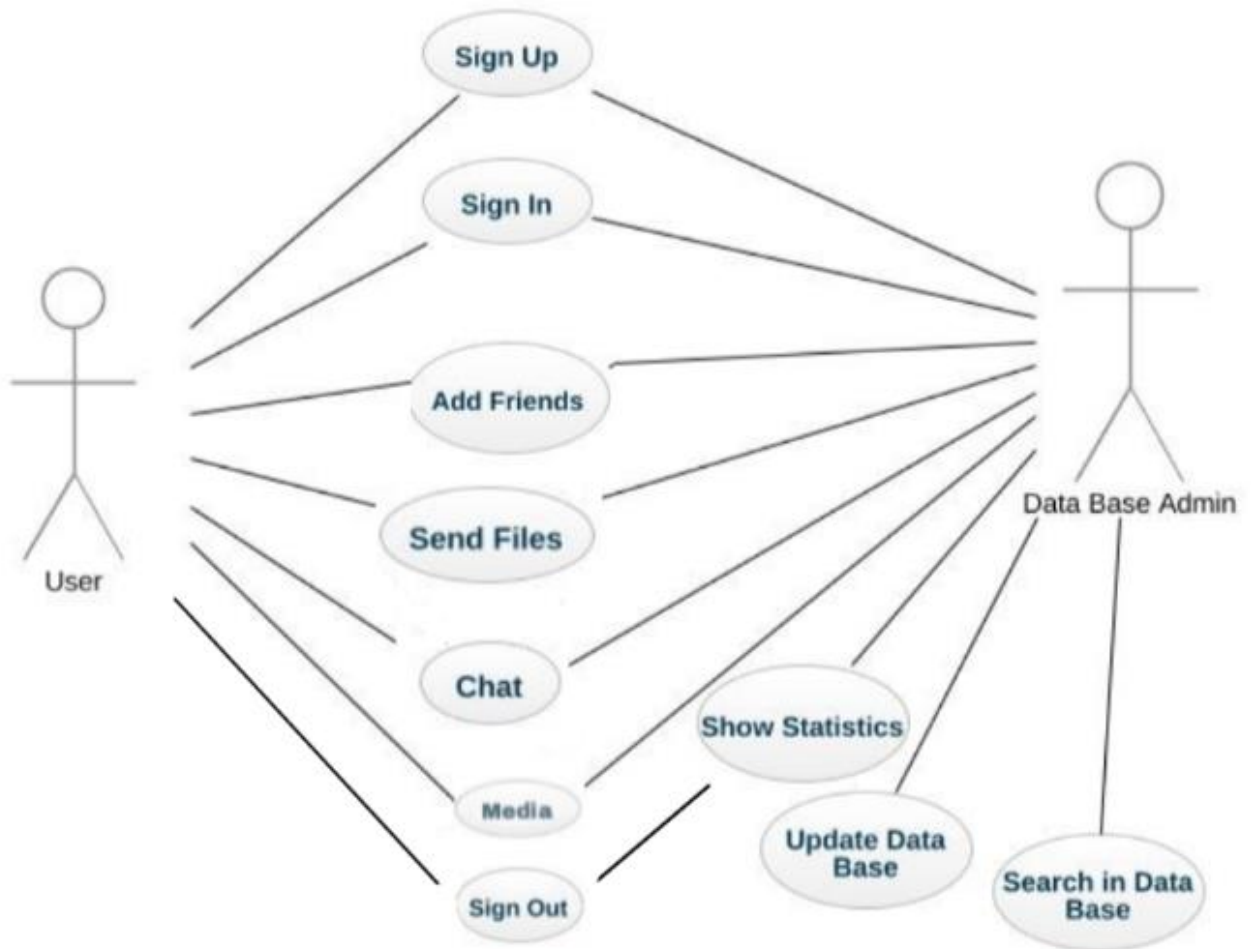 Sign Up
Sign In
Add Friends
Send Files
Data Base Admin
User
Chat
Show Statistics
Media
Update Data
Base
Search in Data
Base
Sign Out